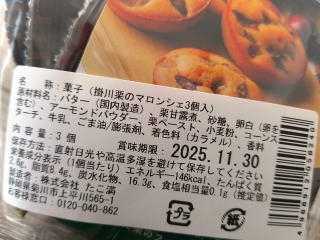 名　称：菓子（掛川栗のマロンシェ3個入）
原材料名：バター（国内製造）、栗甘露煮、砂糖、卵白（卵を
含む）、アーモンドパウダー、栗ペースト、小麦粉、コーンス
ターチ、牛乳、ごま油/膨張剤、着色料（カラメル）、香料
内容量：3個　賞味期限：2025.11.30
保存方法：直射日光や高温多湿を避けて保存してください
栄養成分表示（1個当たり）エネルギー146kcal、たんぱく質
2.6g、脂質8.4g、炭水化物、16.3g、食塩相当量0.1g（推定値）
製造者：株式会社 たこ満
静岡県菊川市上平川565-1
お客様窓口：0120-040-862
プラ
紙